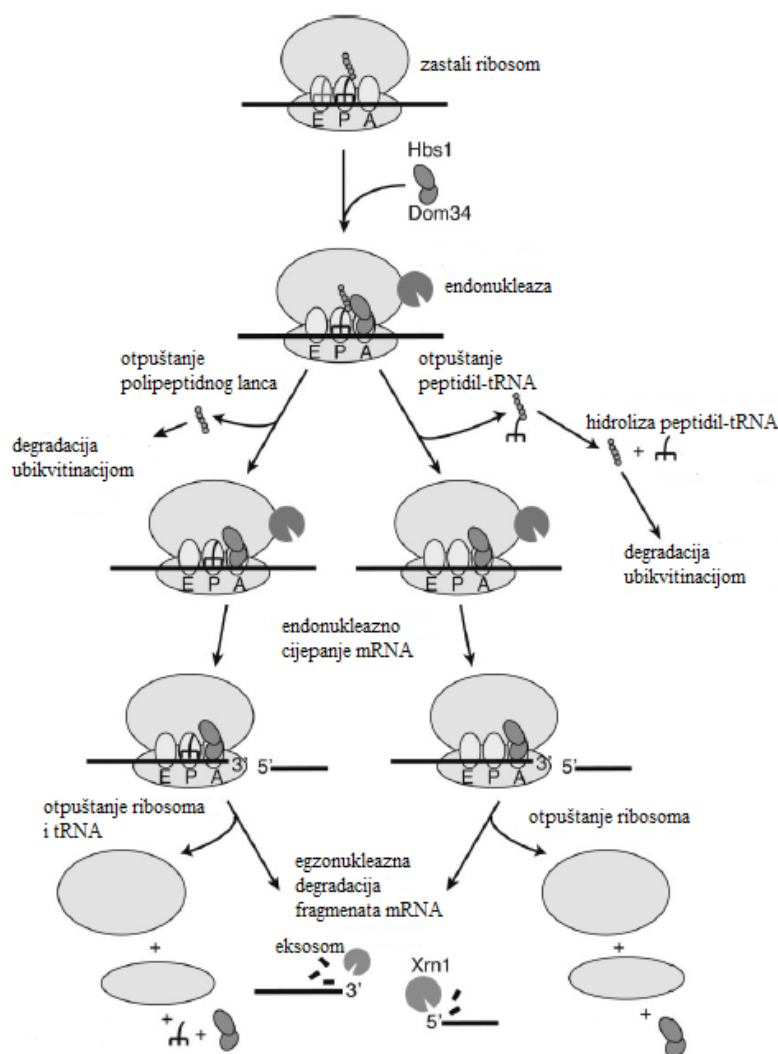 zastali ribosom
E P A
Hbs1
Dom34
endonukleaza
E P A
otpuštanje
polipeptidnog lanca
otpuštanje
peptidil-tRNA
hidroliza peptidil-tRNA
+
degradacija
ubikvitinacijom
degradacija
ubikvitinacijom
E P A
E P A
endonukleazno
cijepanje mRNA
3' 5'
E P A
3' 5'
E P A
otpuštanje ribosoma
i tRNA
otpuštanje ribosoma
egzonukleazna
degradacija
fragmenata mRNA
+
+
eksosom
3'
Xrn1
5'
+ +
+